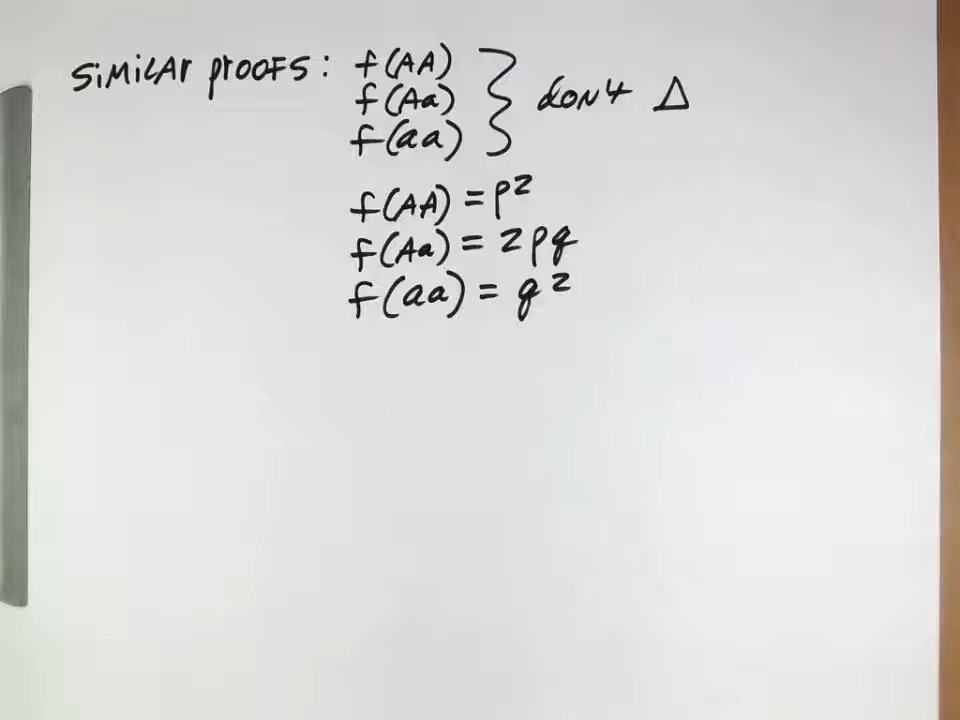 SiMiLAr prOOFS: f(AA)
f(Aa)
f(aa) } don't Δ
f(AA) = p²
f(Aa) = 2pq
f(aa) = q²